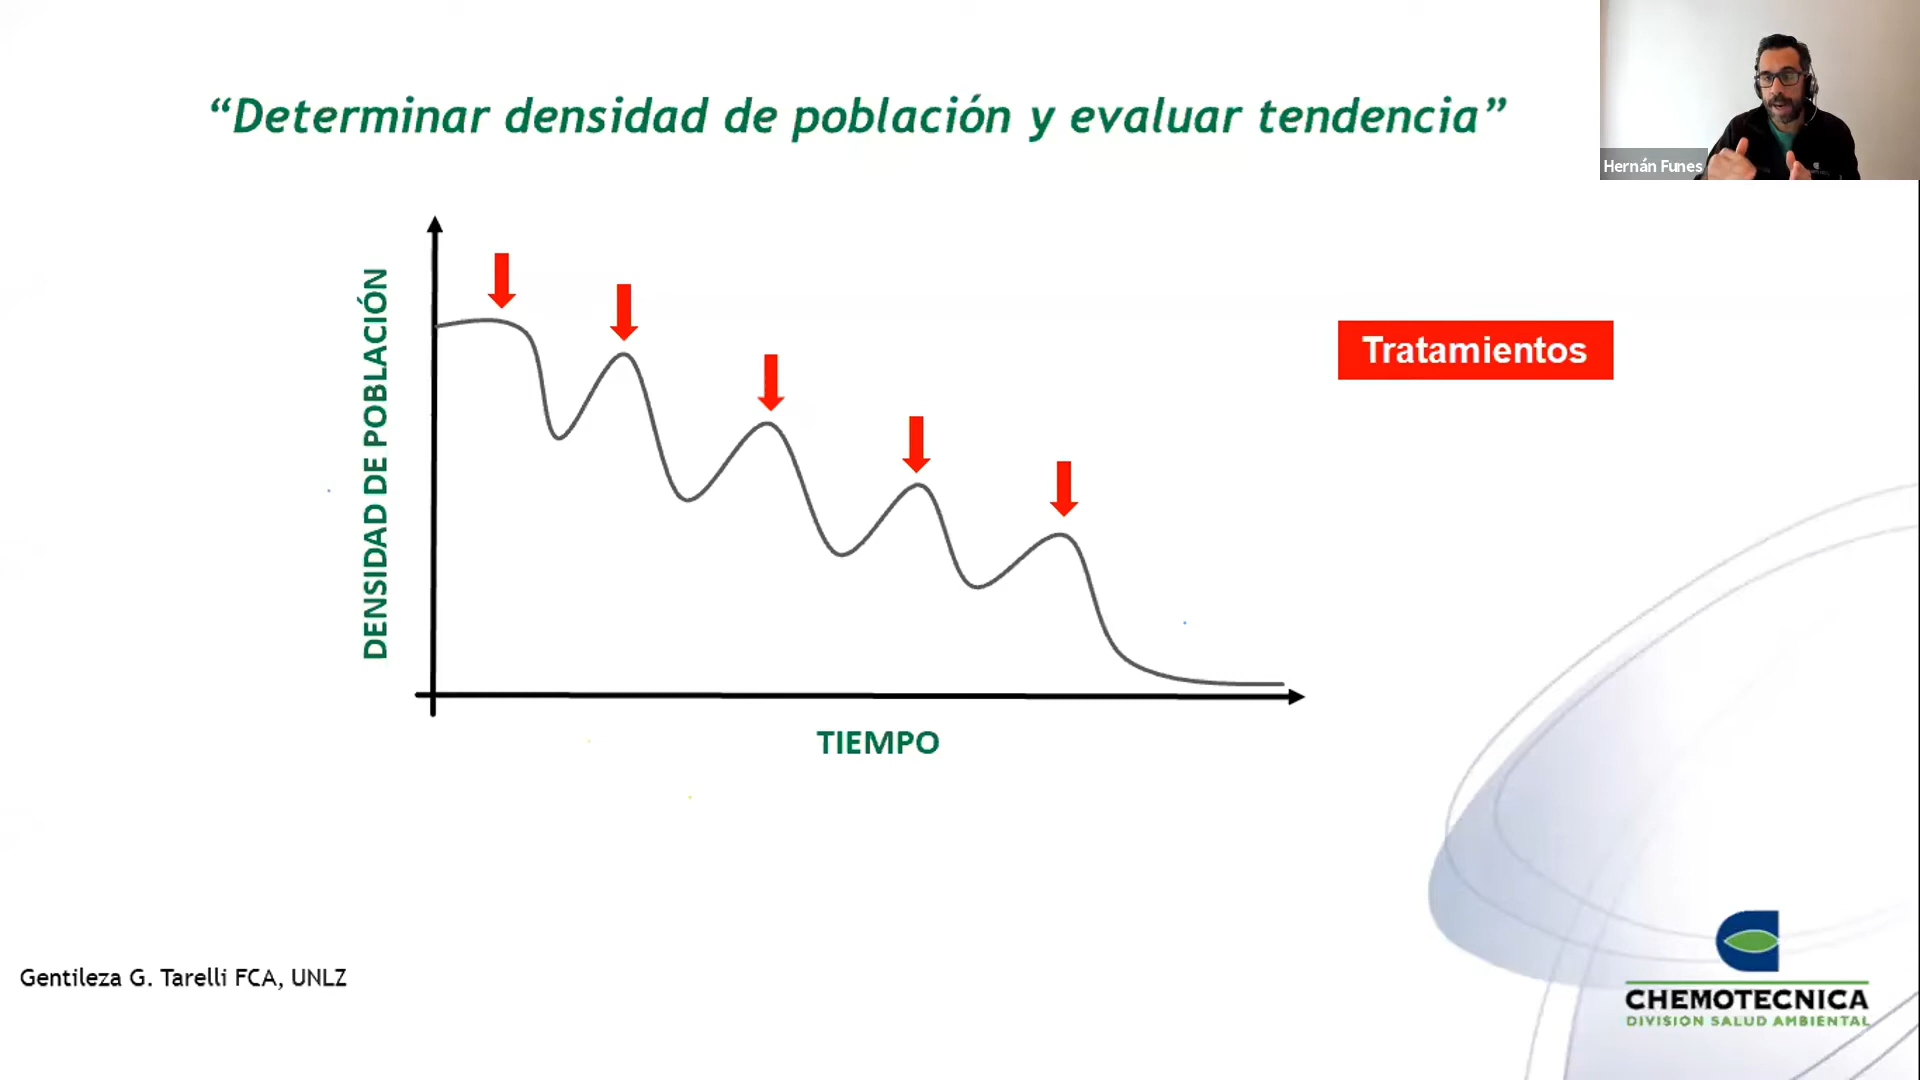 “Determinar densidad de población y evaluar tendencia”
Hernán Funes
DENSIDAD DE POBLACIÓN
Tratamientos
TIEMPO
Gentileza G. Tarelli FCA, UNLZ
CHEMOTECNICA
DIVISION SALUD AMBIENTAL